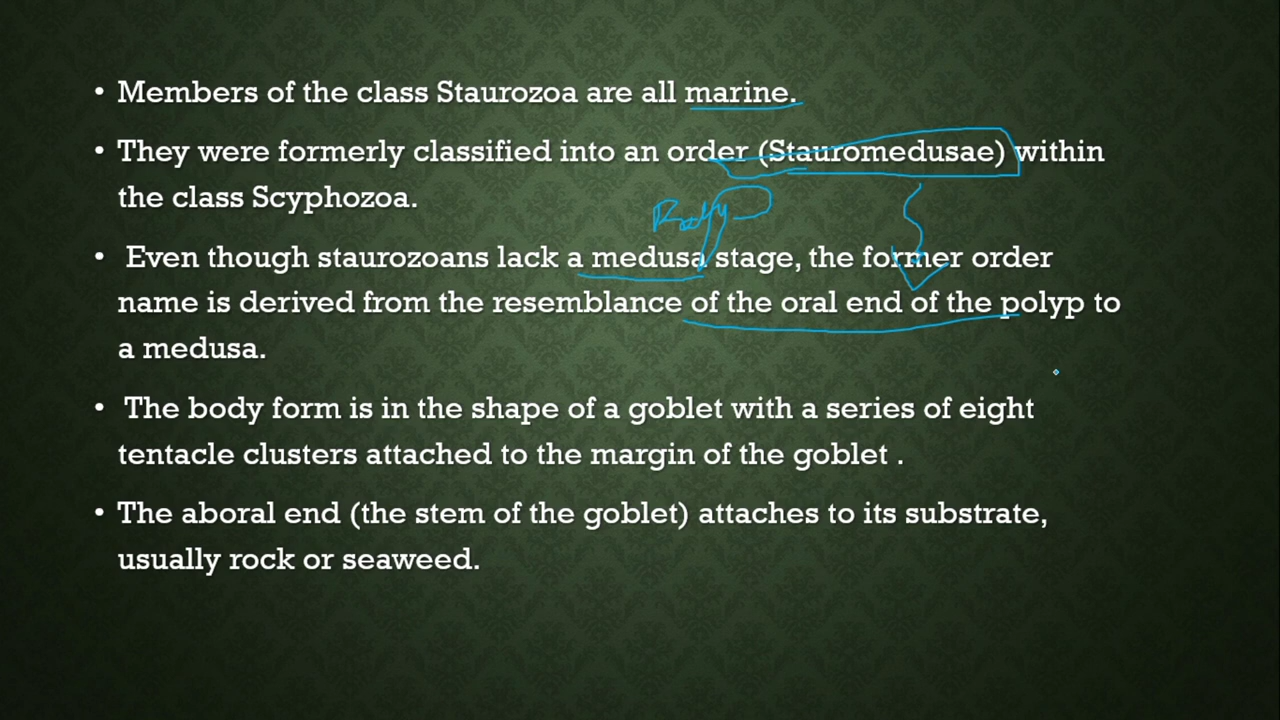 • Members of the class Staurozoa are all marine.
• They were formerly classified into an order (Stauromedusae) within
the class Scyphozoa.
• Even though staurozoans lack a medusa stage, the former order
name is derived from the resemblance of the oral end of the polyp to
a medusa.
• The body form is in the shape of a goblet with a series of eight
tentacle clusters attached to the margin of the goblet .
• The aboral end (the stem of the goblet) attaches to its substrate,
usually rock or seaweed.